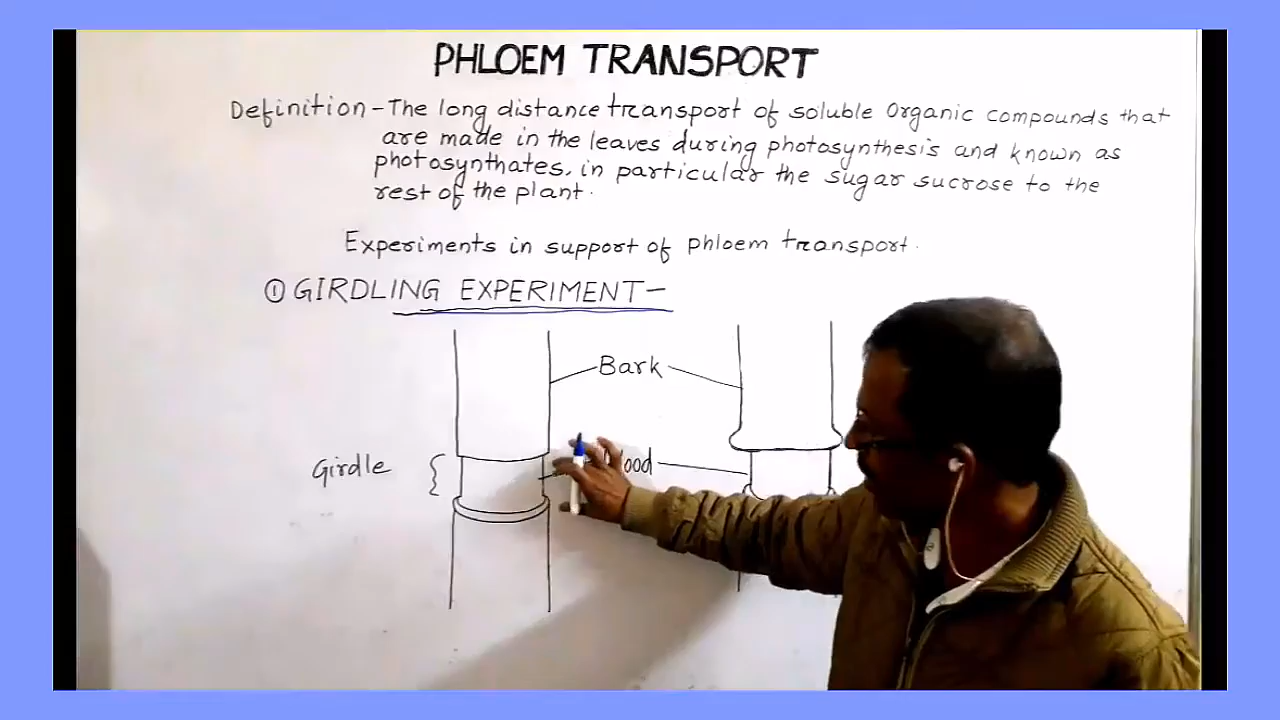 PHLOEM TRANSPORT
Definition - The long distance transport of soluble Organic compounds that
are made in the leaves during photosynthesis and known as
photosynthates, in particular the sugar sucrose to the
rest of the plant.
Experiments in support of phloem transport.
① GIRDLING EXPERIMENT-
Bark
Girdle